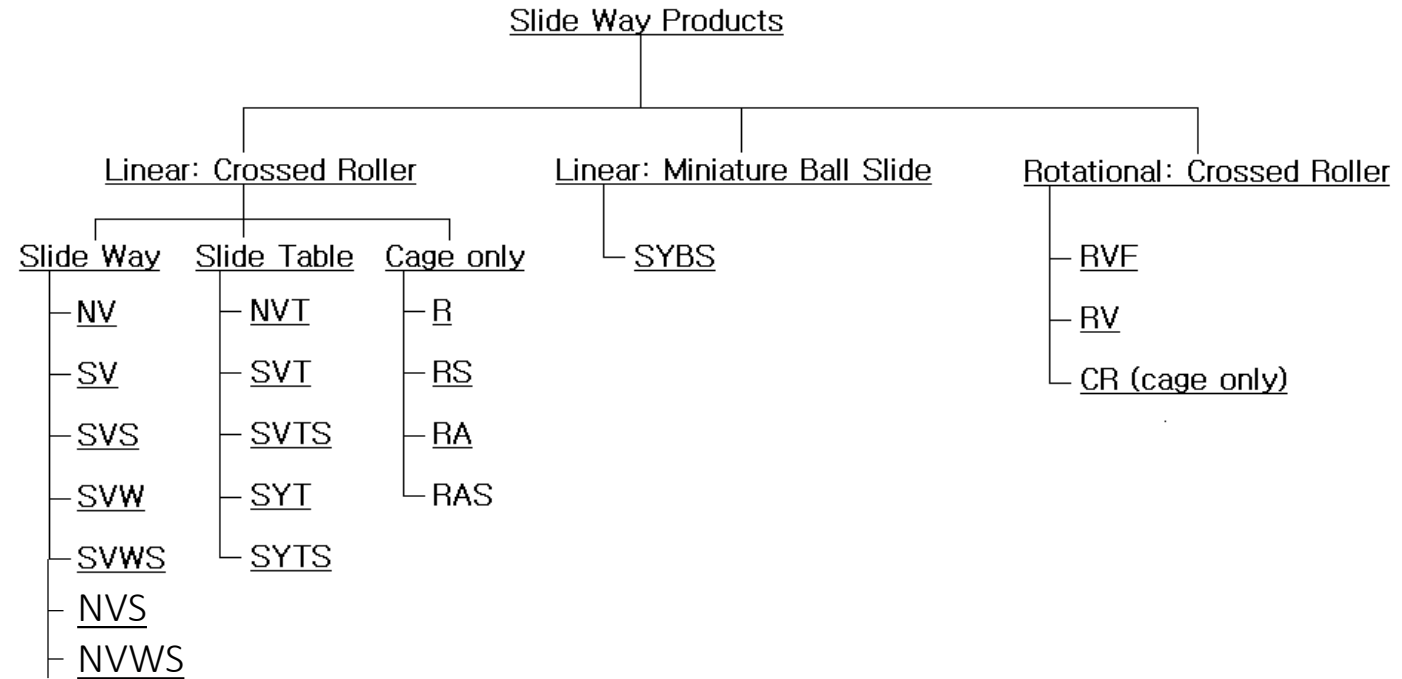 Slide Way Products
Linear: Crossed Roller
Linear: Miniature Ball Slide
Rotational: Crossed Roller
Slide Way
NV
SV
SVS
SVW
SVWS
NVS
NVWS
Slide Table
NVT
SVT
SVTS
SYT
SYTS
Cage only
R
RS
RA
RAS
SYBS
RVF
RV
CR (cage only)